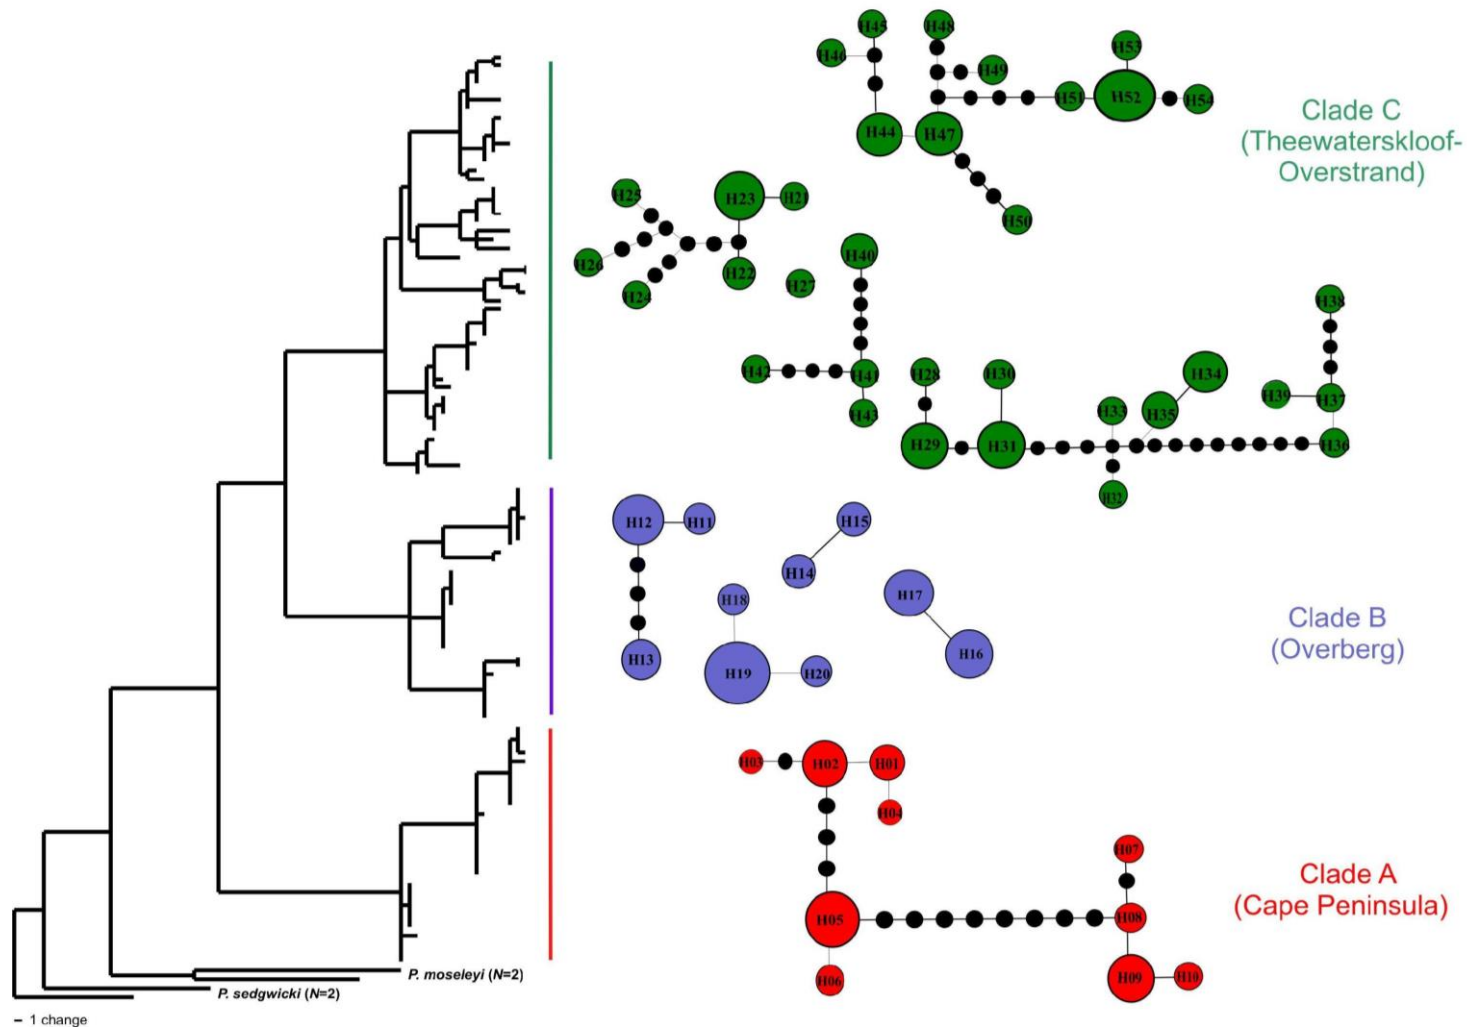 H45
H48
H46
H49
H53
H51
H52
H54
H44
H47
H50
Clade C
(Theewaterskloof-
Overstrand)
H25
H23
H21
H26
H22
H24
H27
H40
H38
H42
H41
H43
H28
H30
H34
H33
H35
H39
H37
H29
H31
H36
H32
H12
H11
H15
H14
H18
H17
H13
H19
H20
H16
Clade B
(Overberg)
H03
H02
H01
H04
H07
H05
H08
H06
H09
H10
Clade A
(Cape Peninsula)
P. moseleyi (N=2)
P. sedgwicki (N=2)
– 1 change